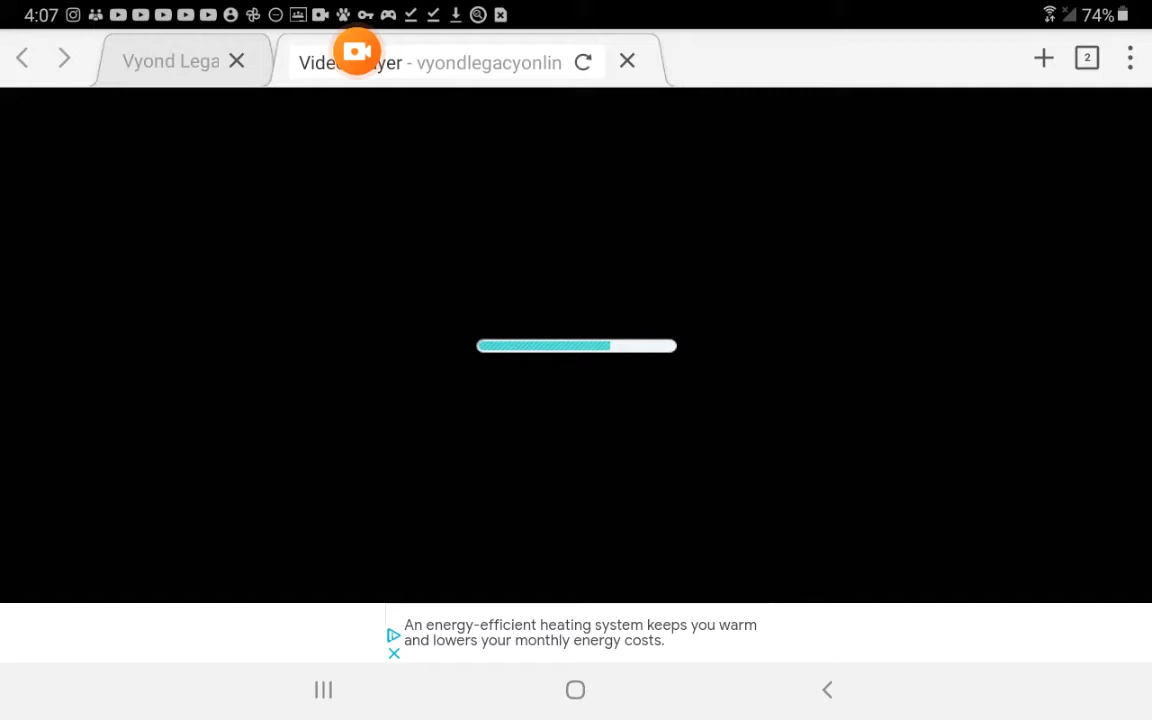 4:07
74%
Vyond Lega
Vide yer - vyondlegacyonlin
2
An energy-efficient heating system keeps you warm
and lowers your monthly energy costs.